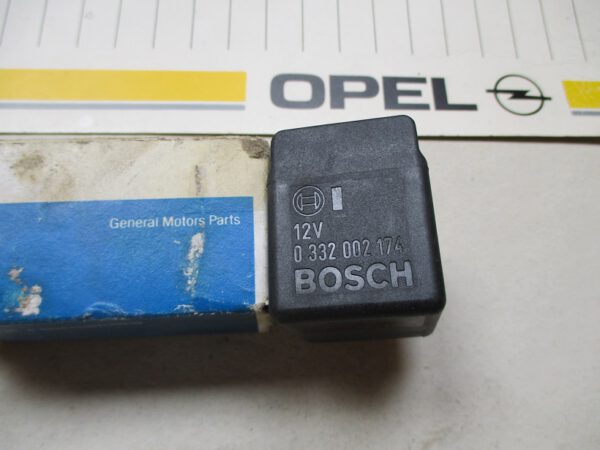 OPEL
General Motors Parts
12V
0 332 002 174
BOSCH